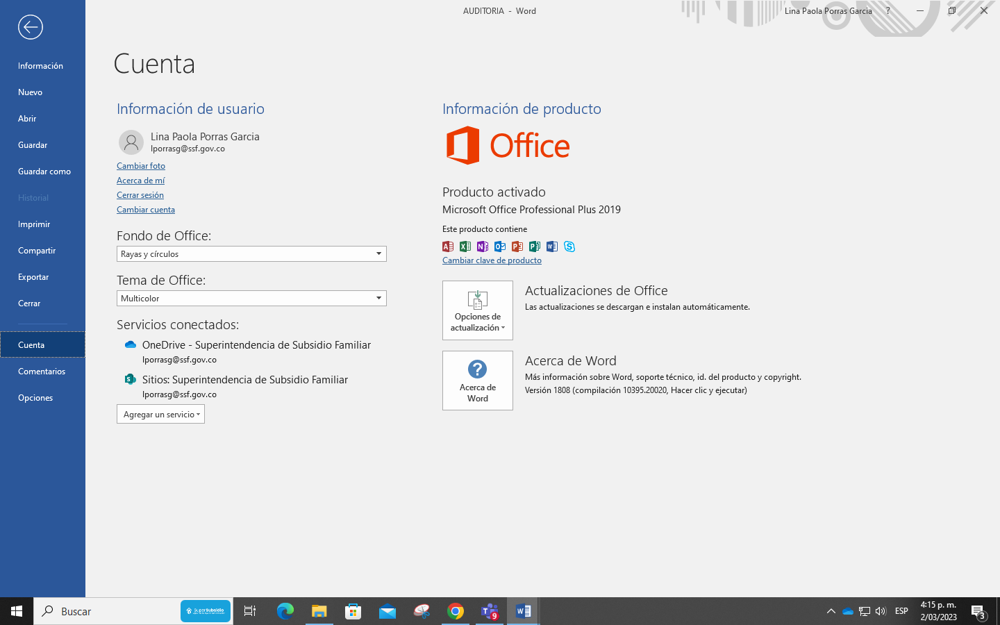 AUDITORIA - Word
Lina Paola Porras Garcia
?
Información
Nuevo
Abrir
Guardar
Guardar como
Historial
Imprimir
Compartir
Exportar
Cerrar
Cuenta
Comentarios
Opciones
Cuenta
Información de usuario
Lina Paola Porras Garcia
lporrasg@ssf.gov.co
Cambiar foto
Acerca de mí
Cerrar sesión
Cambiar cuenta
Fondo de Office:
Rayas y círculos
Tema de Office:
Multicolor
Servicios conectados:
OneDrive - Superintendencia de Subsidio Familiar
lporrasg@ssf.gov.co
Sitios: Superintendencia de Subsidio Familiar
lporrasg@ssf.gov.co
Agregar un servicio
Información de producto
Office
Producto activado
Microsoft Office Professional Plus 2019
Este producto contiene
Cambiar clave de producto
Opciones de
actualización
Actualizaciones de Office
Las actualizaciones se descargan e instalan automáticamente.
Acerca de
Word
Acerca de Word
Más información sobre Word, soporte técnico, id. del producto y copyright.
Versión 1808 (compilación 10395.20020, Hacer clic y ejecutar)
Buscar
SuperSubsidio
9
ESP
4:15 p. m.
2/03/2023
3